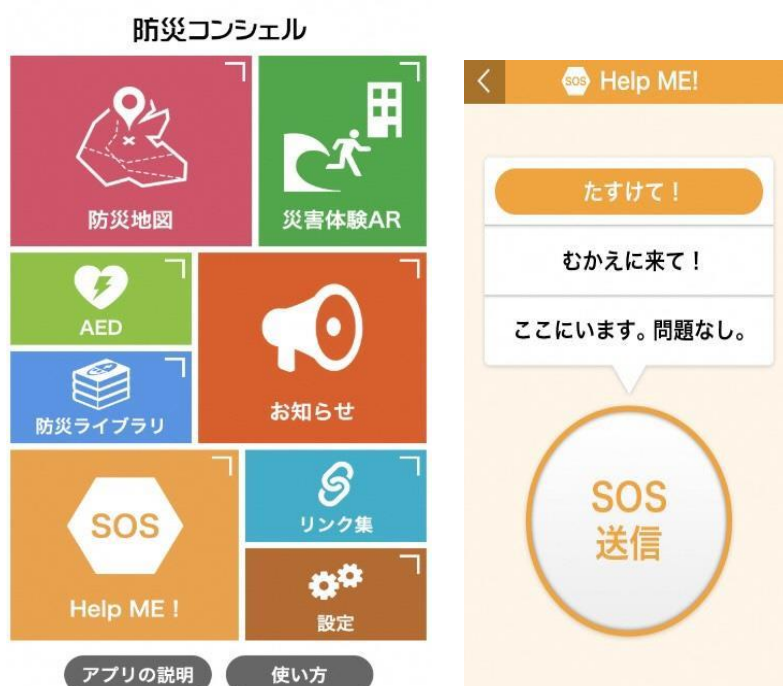 防災コンシェル
防災地図
災害体験AR
AED
お知らせ
防災ライブラリ
SOS
Help ME !
リンク集
設定
アプリの説明
使い方
SOS Help ME!
たすけて！
むかえに来て！
ここにいます。問題なし。
SOS
送信